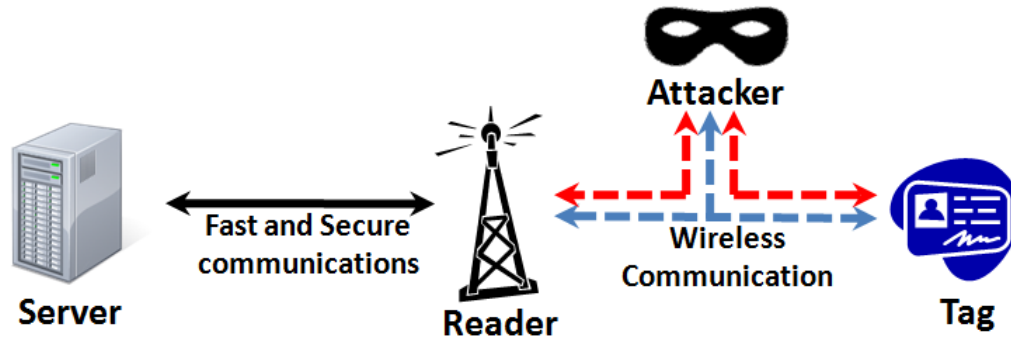 Attacker
Fast and Secure
communications
Wireless
Communication
Server
Reader
Tag